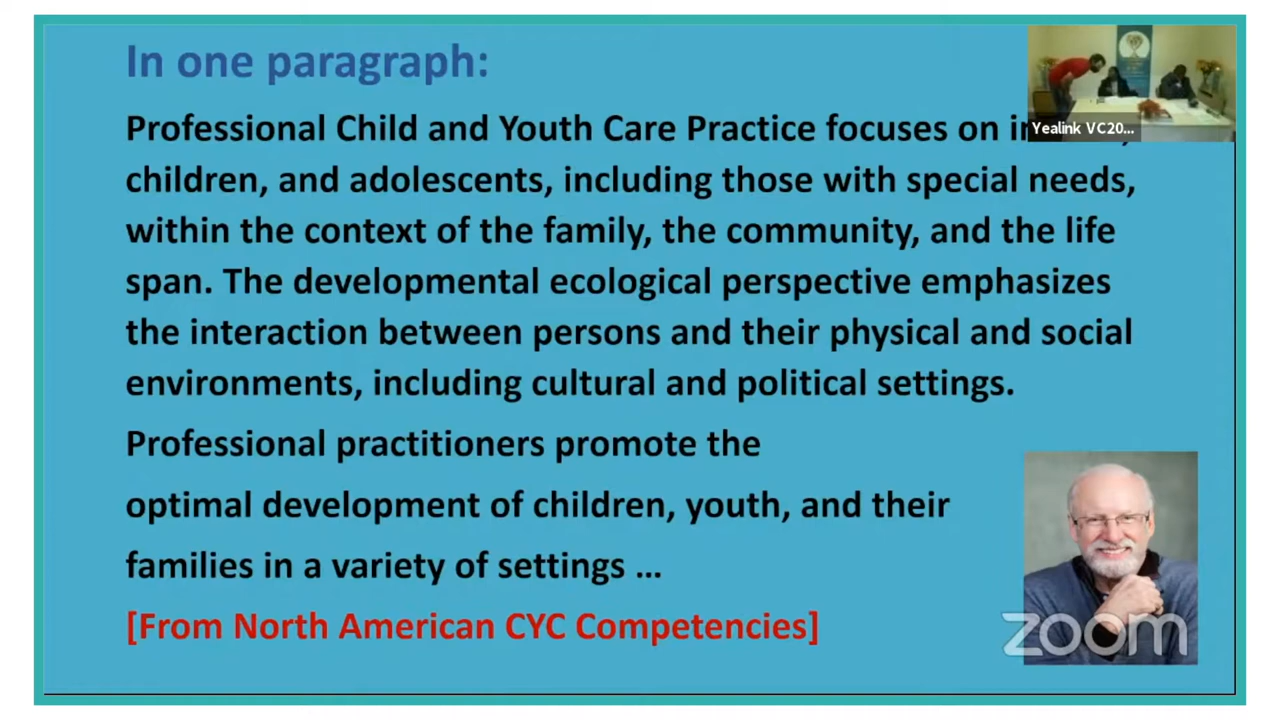 In one paragraph:
Professional Child and Youth Care Practice focuses on
children, and adolescents, including those with special needs,
within the context of the family, the community, and the life
span. The developmental ecological perspective emphasizes
the interaction between persons and their physical and social
environments, including cultural and political settings.
Professional practitioners promote the
optimal development of children, youth, and their
families in a variety of settings ...
[From North American CYC Competencies]
Yealink VC20...
zoom